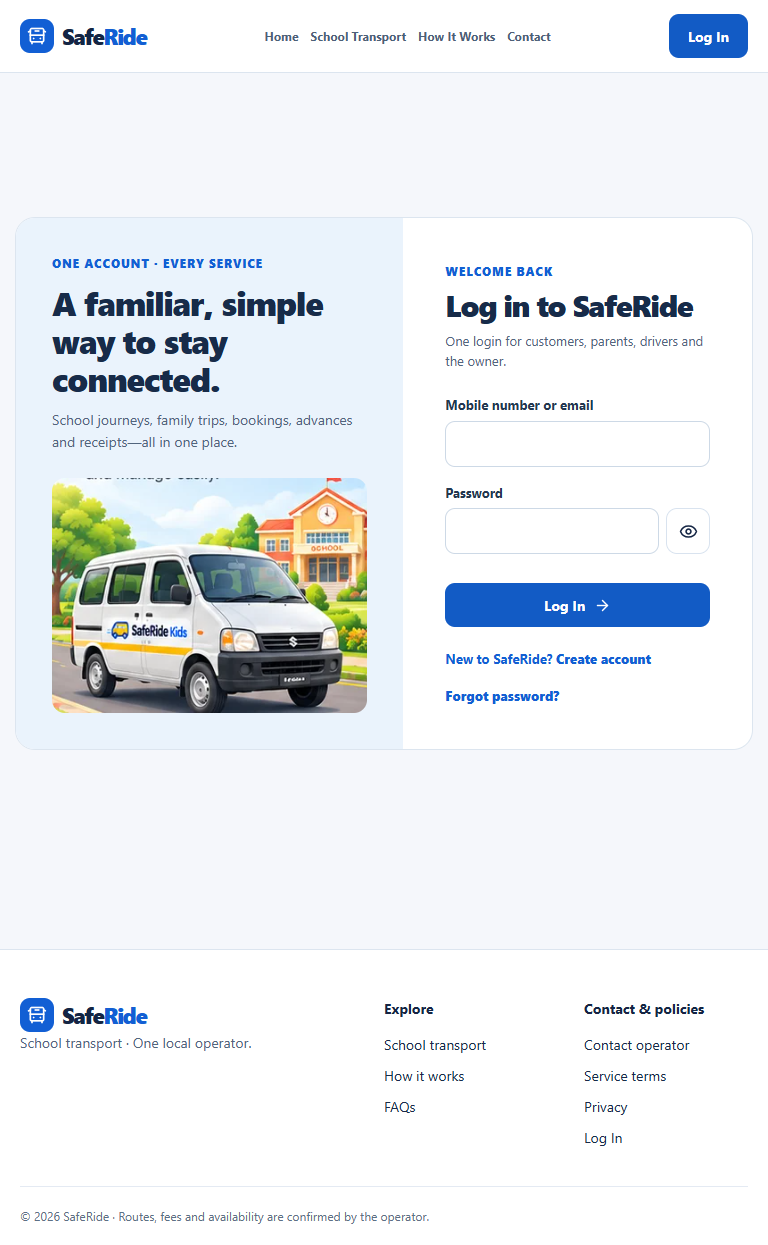 SafeRide
Home School Transport How It Works Contact
Log In
ONE ACCOUNT · EVERY SERVICE
A familiar, simple
way to stay
connected.
School journeys, family trips, bookings, advances
and receipts—all in one place.
and manage easily.
SCHOOL
SafeRide Kids
WELCOME BACK
Log in to SafeRide
One login for customers, parents, drivers and
the owner.
Mobile number or email
Password
Log In →
New to SafeRide? Create account
Forgot password?
SafeRide
School transport · One local operator.
Explore
School transport
How it works
FAQs
Contact & policies
Contact operator
Service terms
Privacy
Log In
© 2026 SafeRide · Routes, fees and availability are confirmed by the operator.